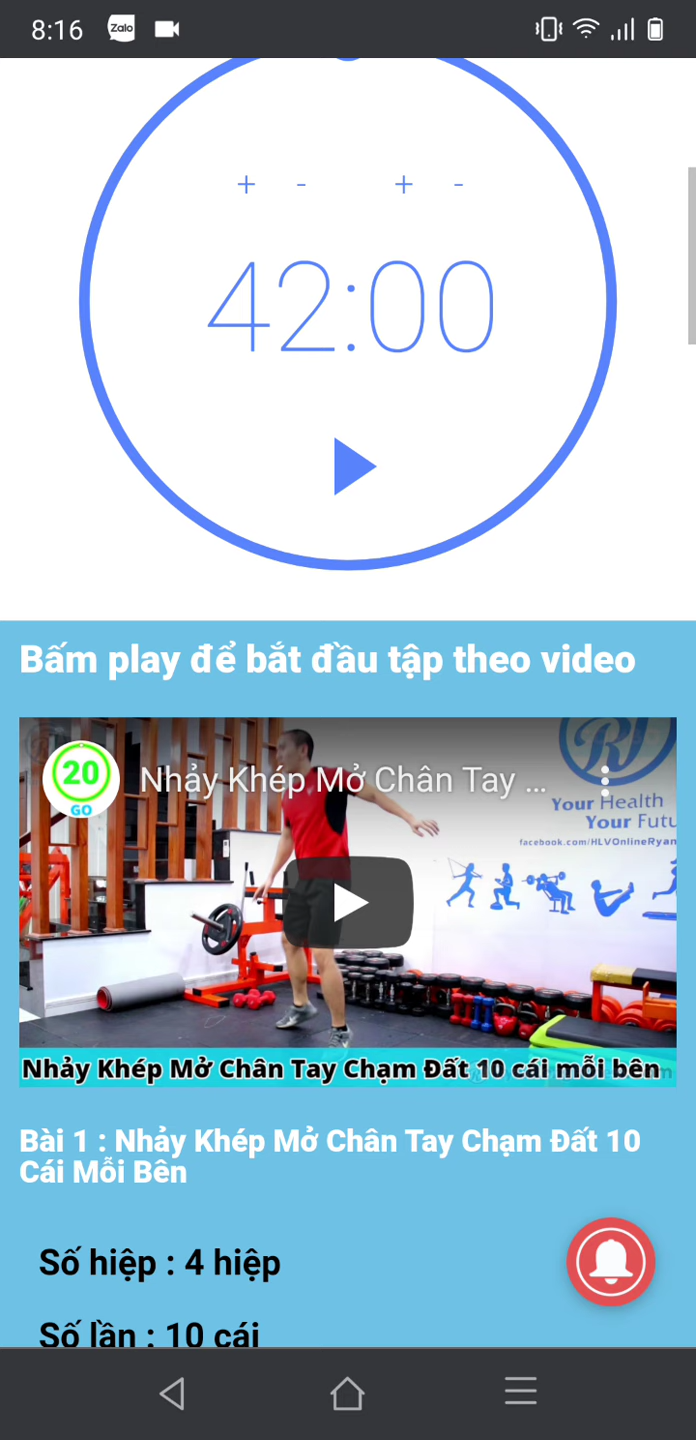 8:16
Zalo
+ - + -
42:00
Bấm play để bắt đầu tập theo video
20
GO
Nhảy Khép Mở Chân Tay ...
Your Health
Your Futu
facebook.com/HLVOnlineRyan
Nhảy Khép Mở Chân Tay Chạm Đất 10 cái mỗi bên
Bài 1 : Nhảy Khép Mở Chân Tay Chạm Đất 10
Cái Mỗi Bên
Số hiệp : 4 hiệp
Số lần : 10 cái